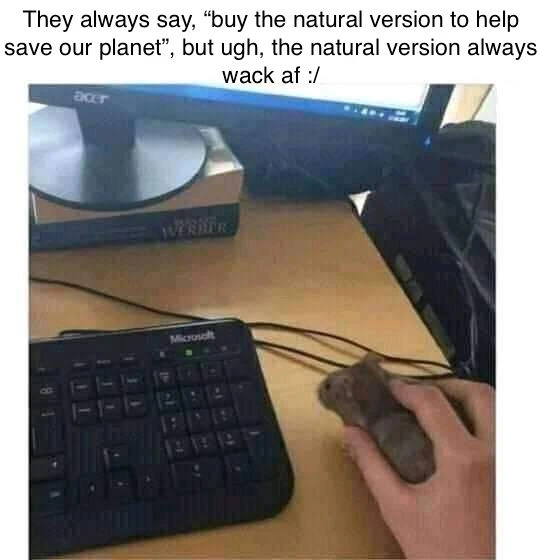 They always say, “buy the natural version to help
save our planet”, but ugh, the natural version always
wack af :/
acer
WERBER
Microsoft